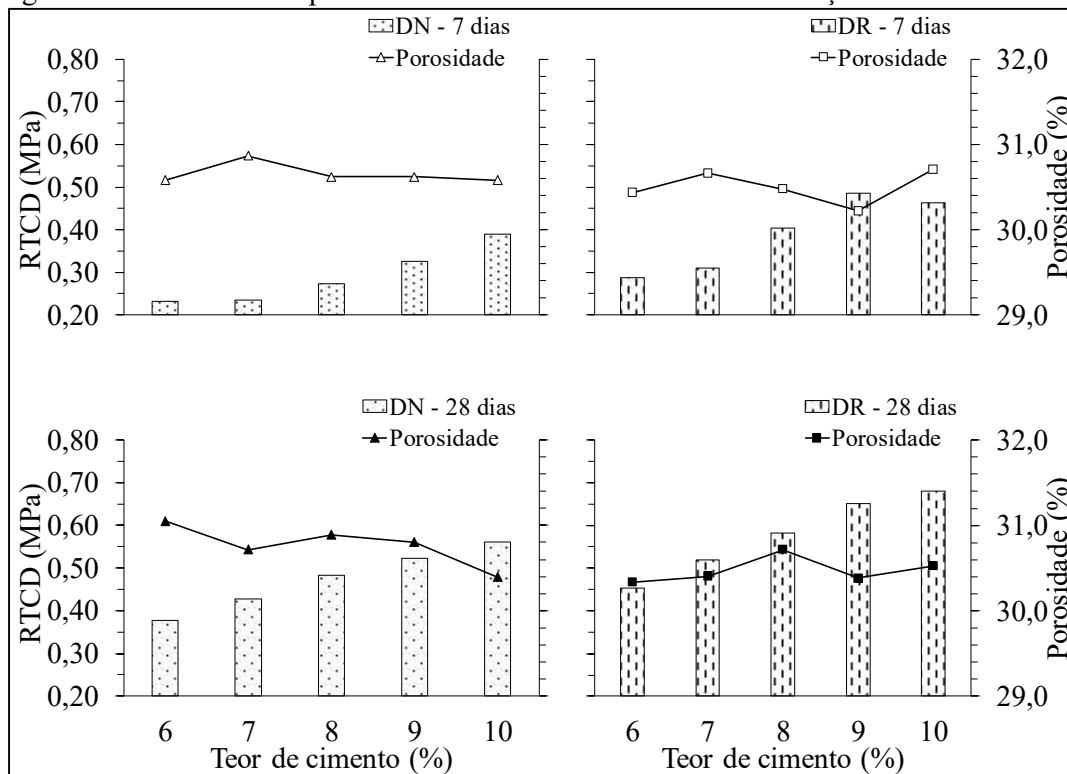 DN - 7 dias
Porosidade
0,80
0,70
0,60
0,50
0,40
0,30
0,20
RTCD (MPa)
DR - 7 dias
Porosidade
32,0
31,0
30,0
29,0
Porosidade (%)
DN - 28 dias
Porosidade
0,80
0,70
0,60
0,50
0,40
0,30
0,20
RTCD (MPa)
6 7 8 9 10
Teor de cimento (%)
DR - 28 dias
Porosidade
32,0
31,0
30,0
29,0
Porosidade (%)
6 7 8 9 10
Teor de cimento (%)